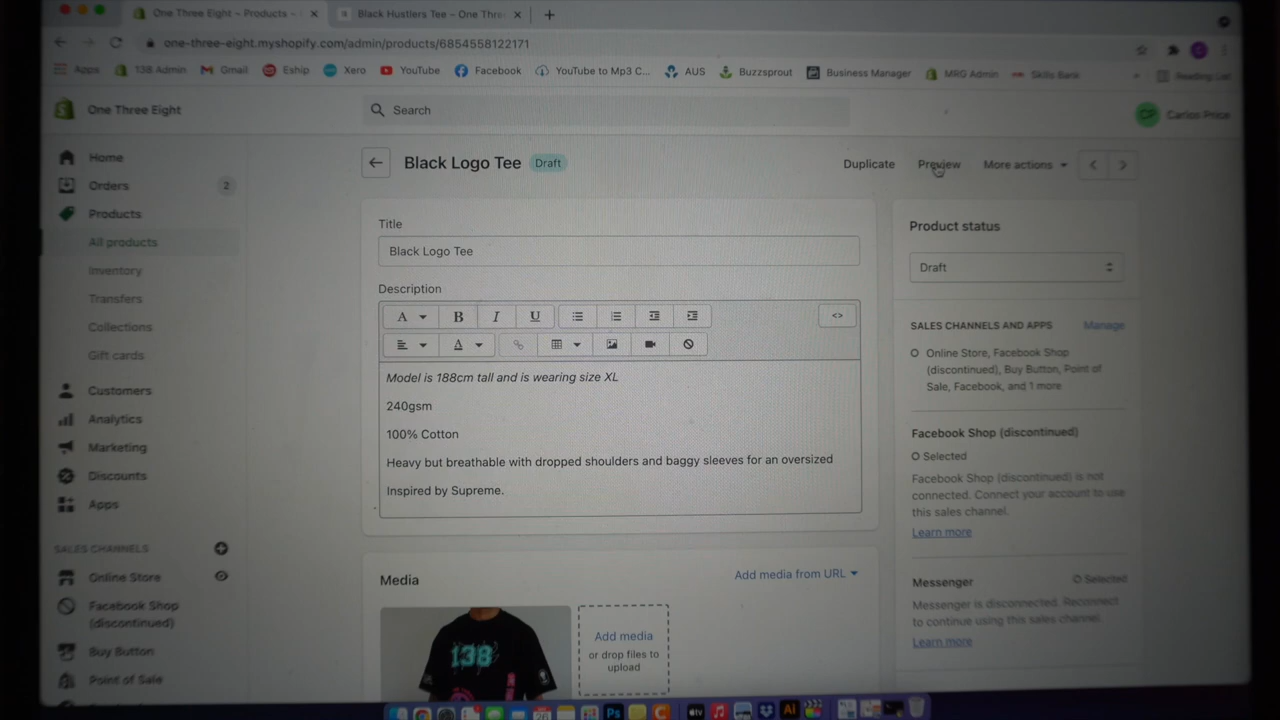 One Three Eight ~ Products ~
Black Hustlers Tee – One Thre
one-three-eight.myshopify.com/admin/products/6854558122171
Apps
138 Admin
Gmail
Eship
Xero
YouTube
Facebook
YouTube to Mp3 C...
AUS
Buzzsprout
Business Manager
MRG Admin
Skills Bank
Reading List
One Three Eight
Search
CP
Carlos Price
Black Logo Tee
Draft
Duplicate
Preview
More actions
Home
Orders
2
Products
All products
Inventory
Transfers
Collections
Gift cards
Customers
Analytics
Marketing
Discounts
Apps
SALES CHANNELS
Online Store
Facebook Shop
(discontinued)
Buy Button
Point of Sale
Title
Black Logo Tee
Description
A
B
I
U
<>
A
Model is 188cm tall and is wearing size XL
240gsm
100% Cotton
Heavy but breathable with dropped shoulders and baggy sleeves for an oversized
Inspired by Supreme.
Media
Add media from URL
138
Add media
or drop files to
upload
Product status
Draft
SALES CHANNELS AND APPS
Manage
Online Store, Facebook Shop
(discontinued), Buy Button, Point of
Sale, Facebook, and 1 more
Facebook Shop (discontinued)
Selected
Facebook Shop (discontinued) is not
connected. Connect your account to use
this sales channel.
Learn more
Messenger
Selected
Messenger is disconnected. Reconnect
to continue using this sales channel.
Learn more
Ps
Ai